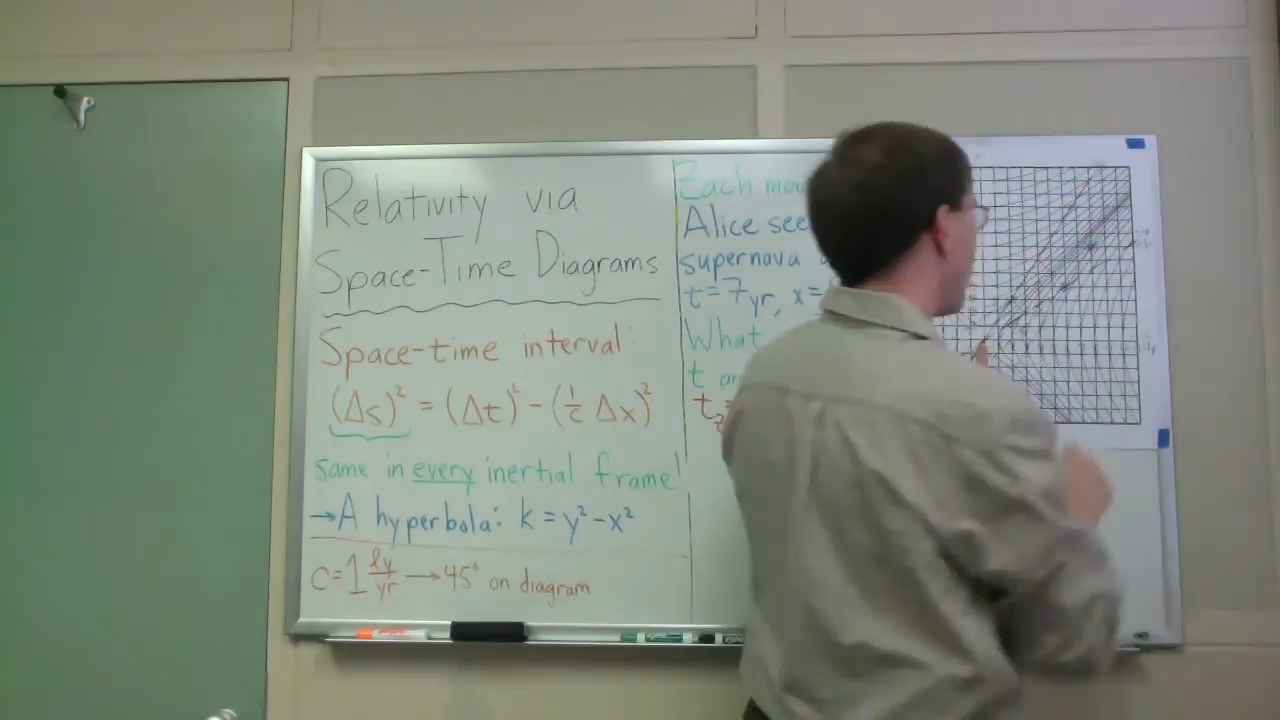 Relativity via
Space-Time Diagrams
Space-time interval:
(Δs)² = (Δt)² - (1/c Δx)²
same in every inertial frame!
→A hyperbola: k = y² - x²
c = 1 ly/yr → 45° on diagram
Each
Alice
supernova
t = 7yr, x =
What
t
t